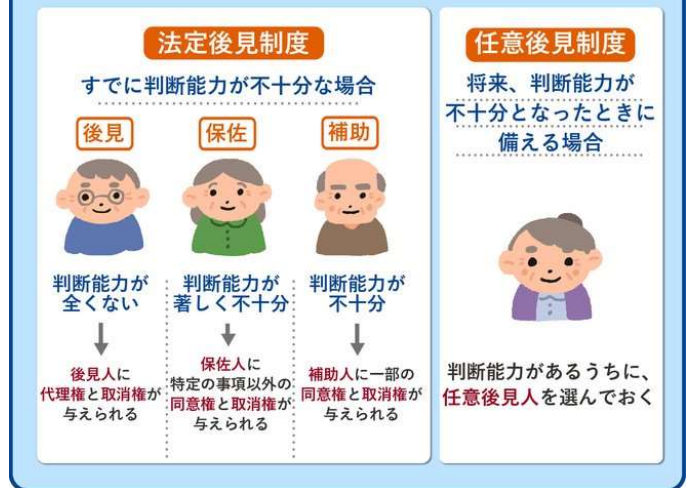 法定後見制度
すでに判断能力が不十分な場合
後見
判断能力が
全くない
後見人に
代理権と取消権が
与えられる
保佐
判断能力が
著しく不十分
保佐人に
特定の事項以外の
同意権と取消権が
与えられる
補助
判断能力が
不十分
補助人に一部の
同意権と取消権が
与えられる
任意後見制度
将来、判断能力が
不十分となったときに
備える場合
判断能力があるうちに、
任意後見人を選んでおく